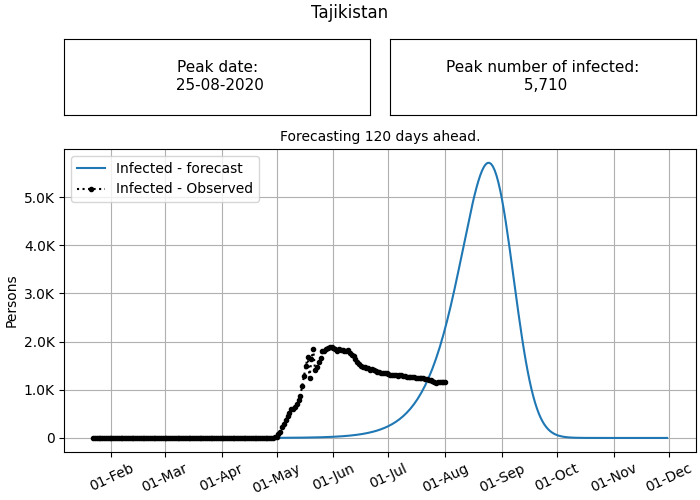 Tajikistan
Peak date:
25-08-2020
Peak number of infected:
5,710
Forecasting 120 days ahead.
Infected - forecast
Infected - Observed
Persons
5.0K
4.0K
3.0K
2.0K
1.0K
0
01-Feb
01-Mar
01-Apr
01-May
01-Jun
01-Jul
01-Aug
01-Sep
01-Oct
01-Nov
01-Dec